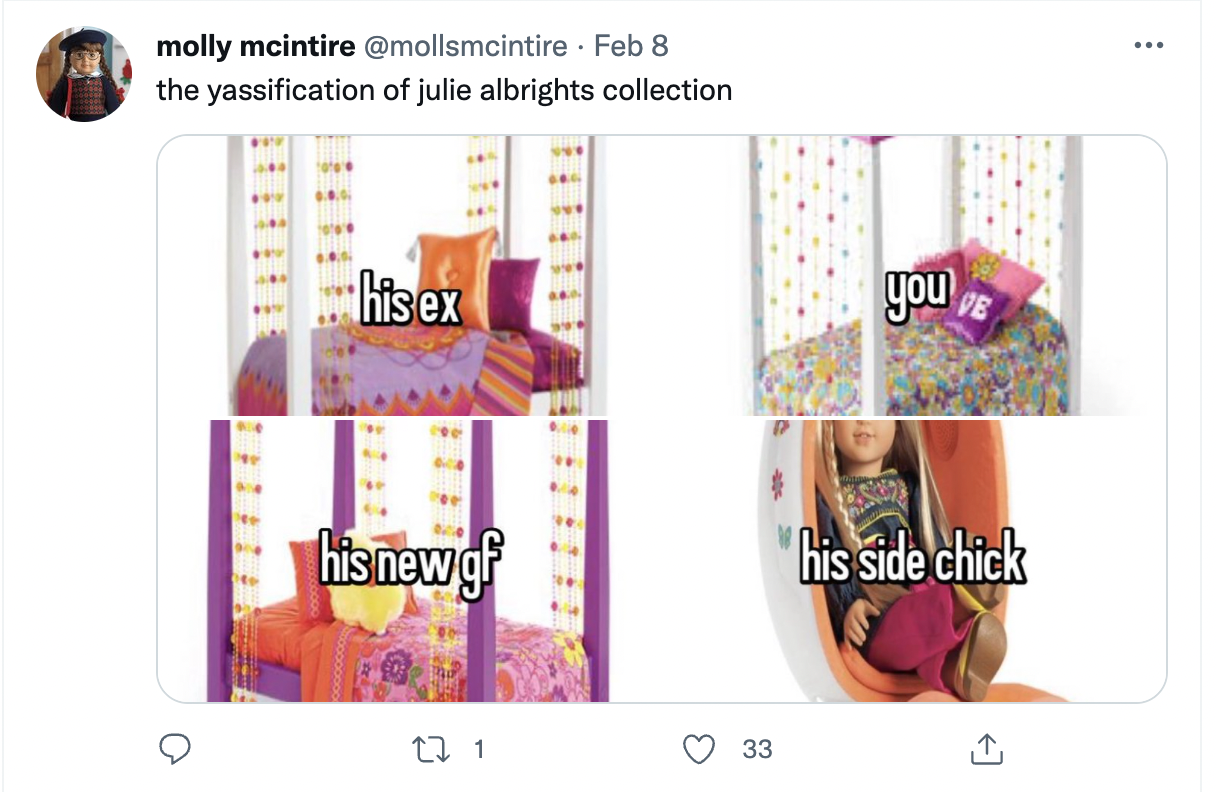 molly mcintire @mollsmcintire · Feb 8
the yassification of julie albrights collection
his ex
you
VE
his new gf
his side chick
1
33